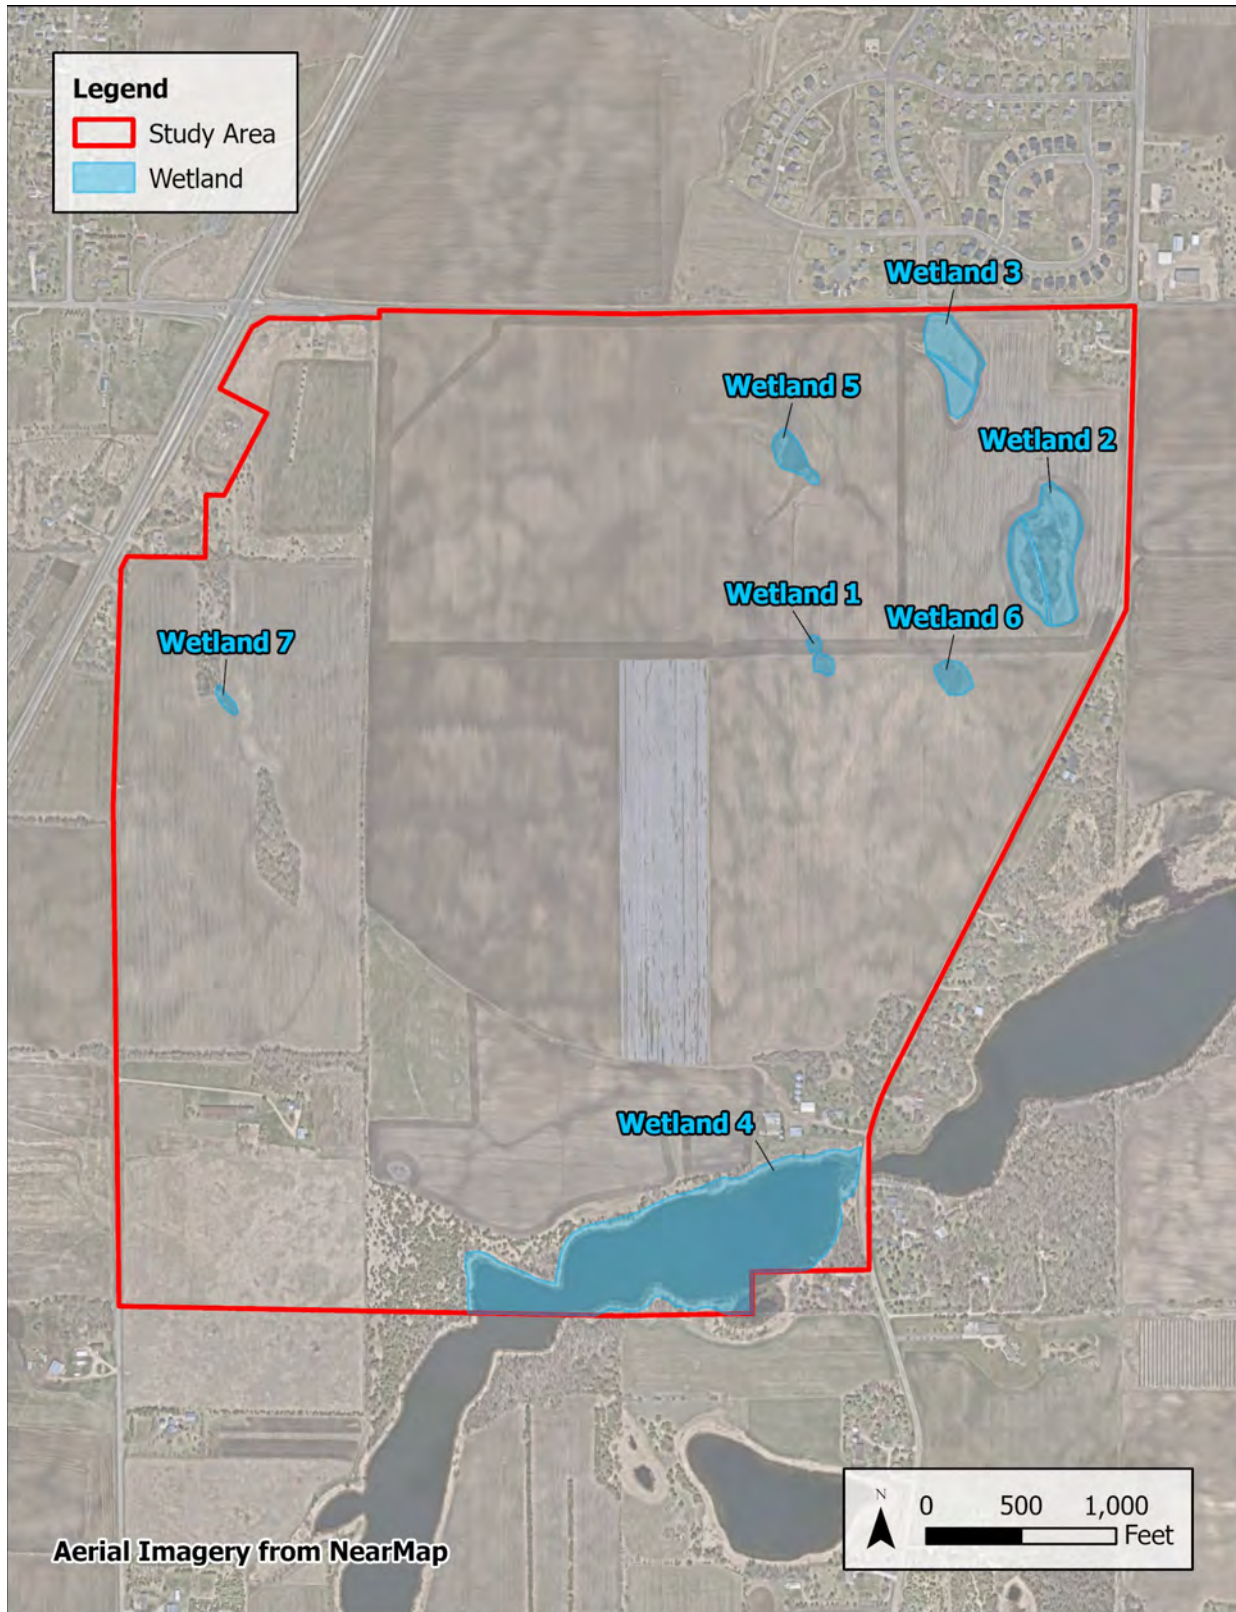 Legend
Study Area
Wetland
Wetland 3
Wetland 5
Wetland 2
Wetland 1
Wetland 6
Wetland 7
Wetland 4
N
0 500 1,000
Feet
Aerial Imagery from NearMap